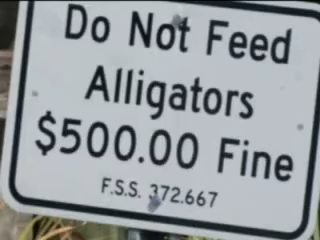 Do Not Feed
Alligators
$500.00 Fine
F.S.S. 372.667